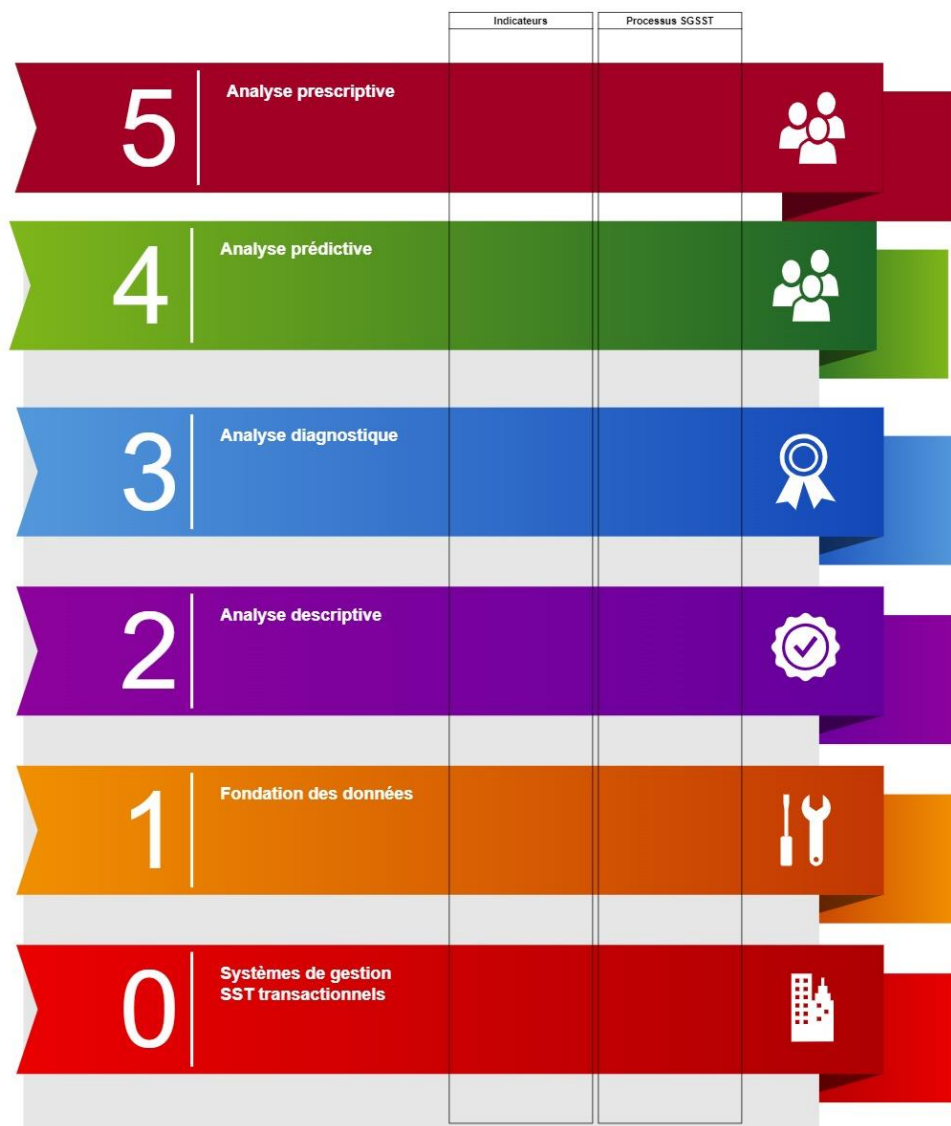 Indicateurs
Processus SGSST
5
Analyse prescriptive
4
Analyse prédictive
3
Analyse diagnostique
2
Analyse descriptive
1
Fondation des données
0
Systèmes de gestion
SST transactionnels